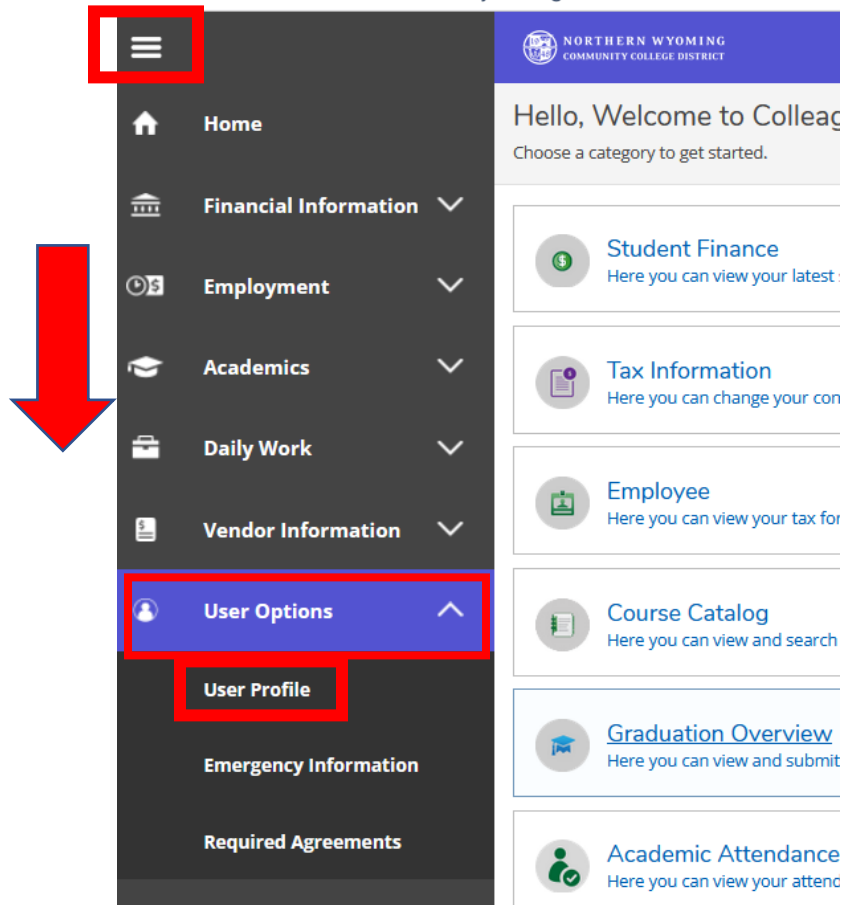 NORTHERN WYOMING
COMMUNITY COLLEGE DISTRICT
Home
Financial Information
Employment
Academics
Daily Work
Vendor Information
User Options
User Profile
Emergency Information
Required Agreements
Hello, Welcome to Colleag
Choose a category to get started.
Student Finance
Here you can view your latest
Tax Information
Here you can change your con
Employee
Here you can view your tax for
Course Catalog
Here you can view and search
Graduation Overview
Here you can view and submit
Academic Attendance
Here you can view your attend